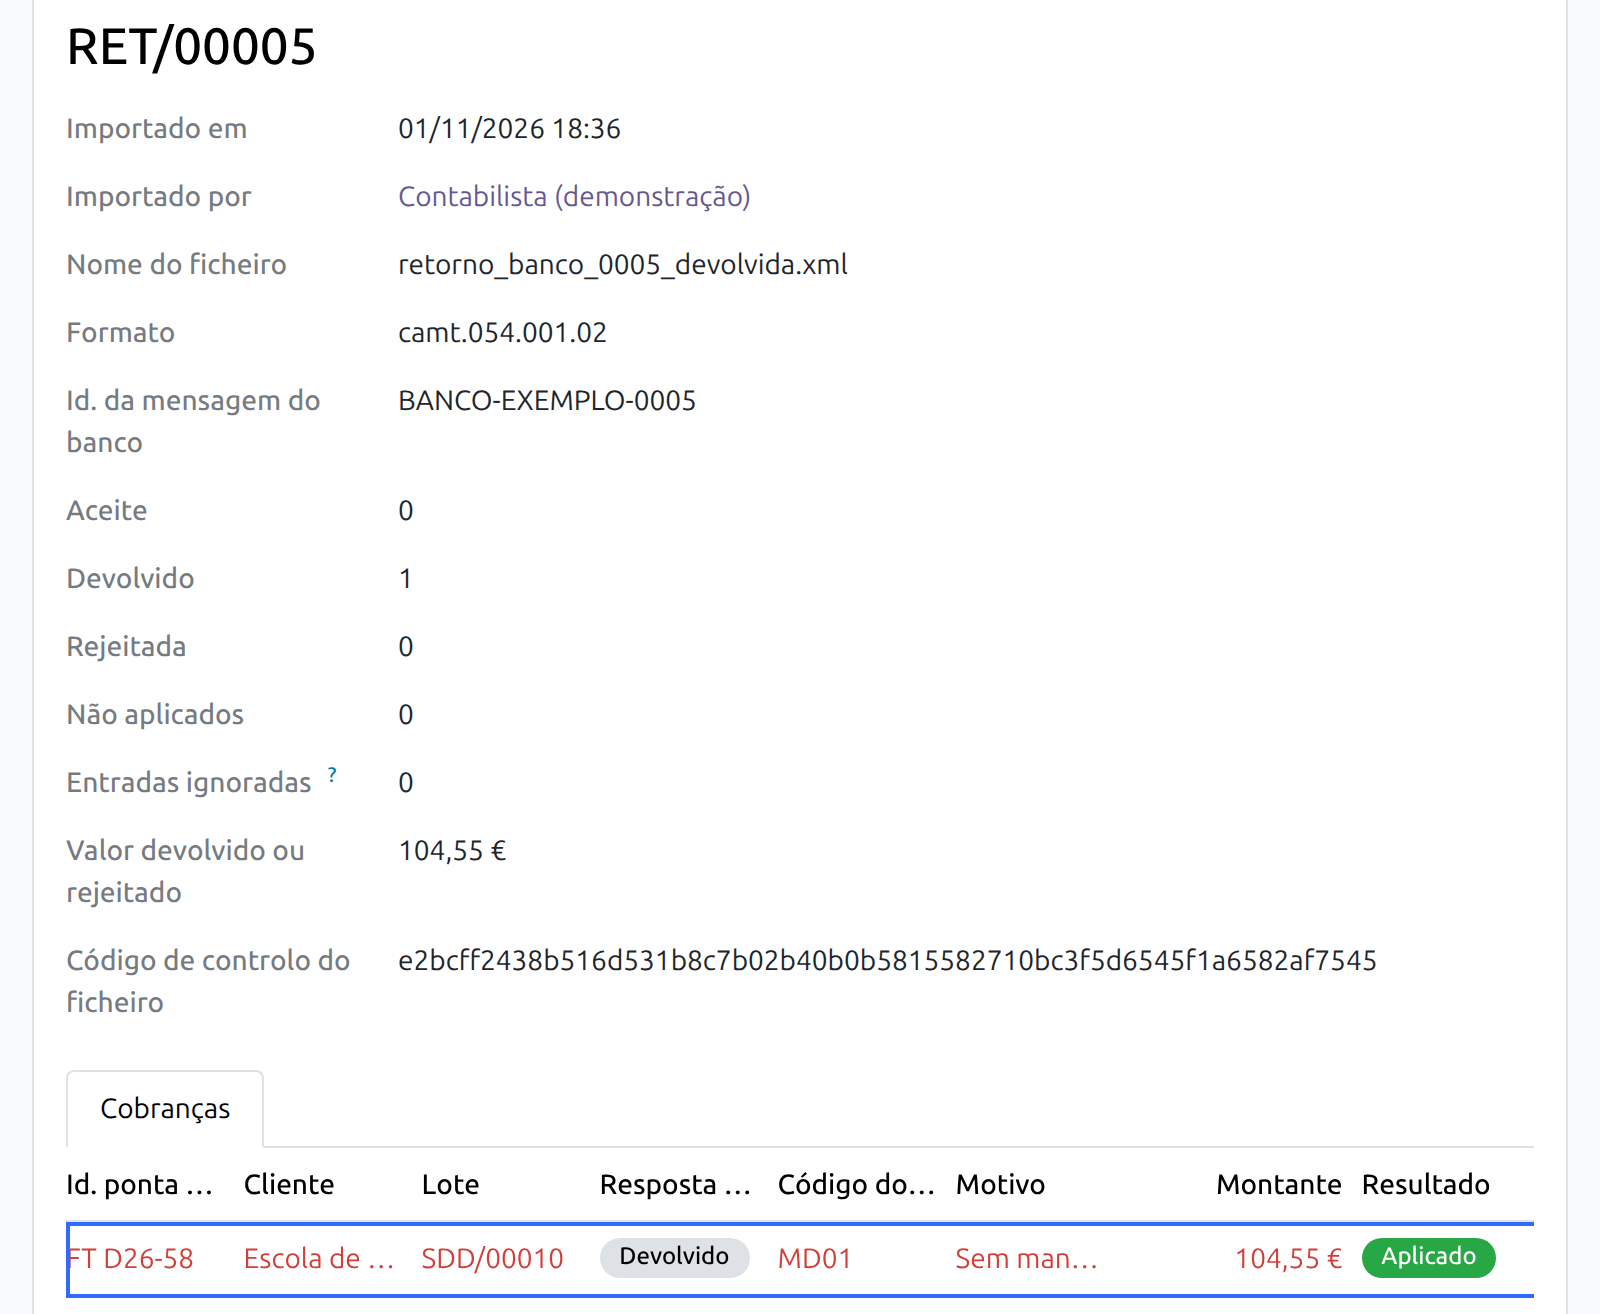 RET/00005
Importado em 01/11/2026 18:36
Importado por Contabilista (demonstração)
Nome do ficheiro retorno_banco_0005_devolvida.xml
Formato camt.054.001.02
Id. da mensagem do banco BANCO-EXEMPLO-0005
Aceite 0
Devolvido 1
Rejeitada 0
Não aplicados 0
Entradas ignoradas ? 0
Valor devolvido ou rejeitado 104,55 €
Código de controlo do ficheiro e2bcff2438b516d531b8c7b02b40b0b5815582710bc3f5d6545f1a6582af7545
Cobranças
Id. ponta ... Cliente Lote Resposta ... Código do... Motivo Montante Resultado
FT D26-58 Escola de ... SDD/00010 Devolvido MD01 Sem man... 104,55 € Aplicado